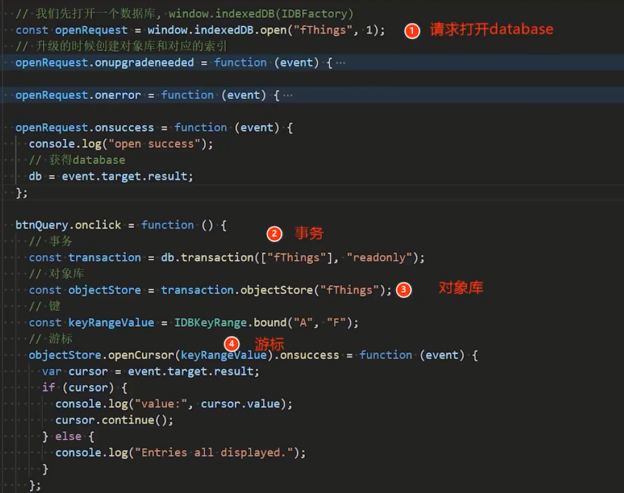 // 我们先打开一个数据库, window.indexedDB(IDBFactory)
const openRequest = window.indexedDB.open("fThings", 1); 1 请求打开database
// 升级的时候创建对象库和对应的索引
openRequest.onupgradeneeded = function (event) { ···
openRequest.onerror = function (event) { ···
openRequest.onsuccess = function (event) {
console.log("open success");
// 获得database
db = event.target.result;
};
btnQuery.onclick = function () {
2 事务
// 事务
const transaction = db.transaction(["fThings"], "readonly");
// 对象库
const objectStore = transaction.objectStore("fThings"); 3 对象库
// 键
const keyRangeValue = IDBKeyRange.bound("A", "F");
// 游标
4 游标
objectStore.openCursor(keyRangeValue).onsuccess = function (event) {
var cursor = event.target.result;
if (cursor) {
console.log("value:", cursor.value);
cursor.continue();
} else {
console.log("Entries all displayed.");
}
};